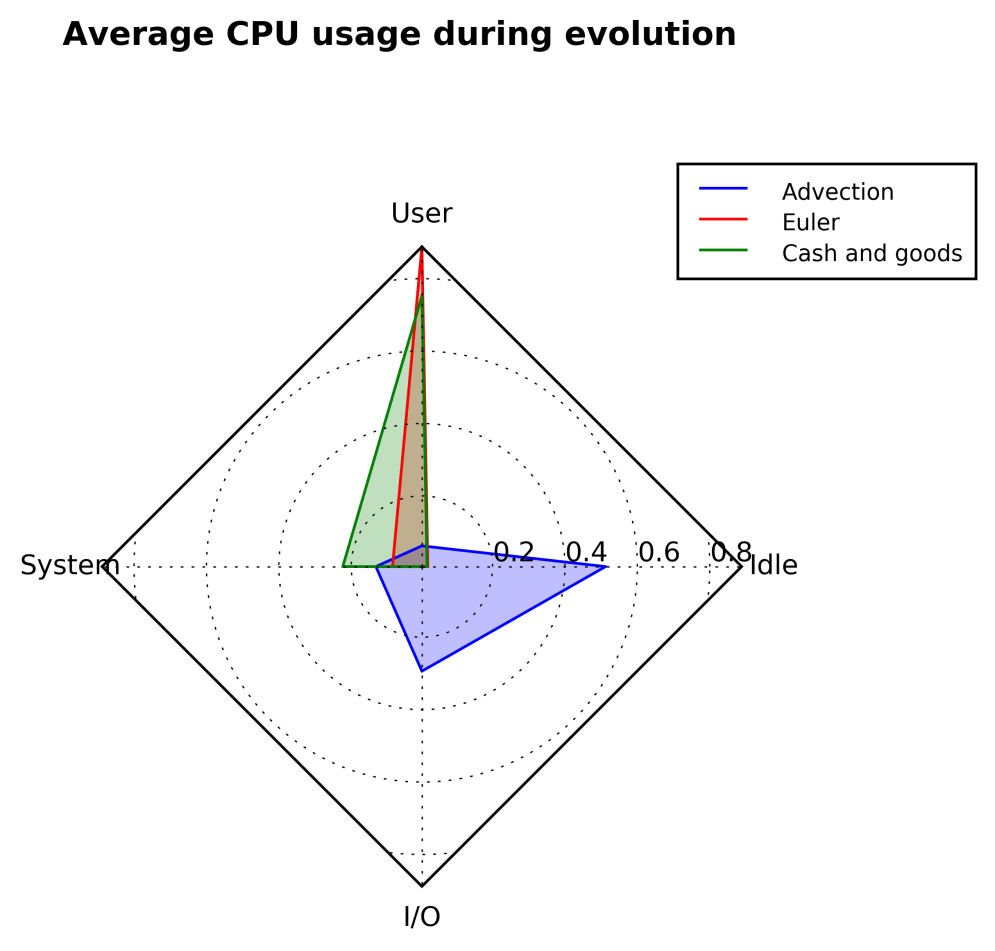 Average CPU usage during evolution
Advection
Euler
Cash and goods
User
0.2
0.4
0.6
0.8
System
Idle
I/O